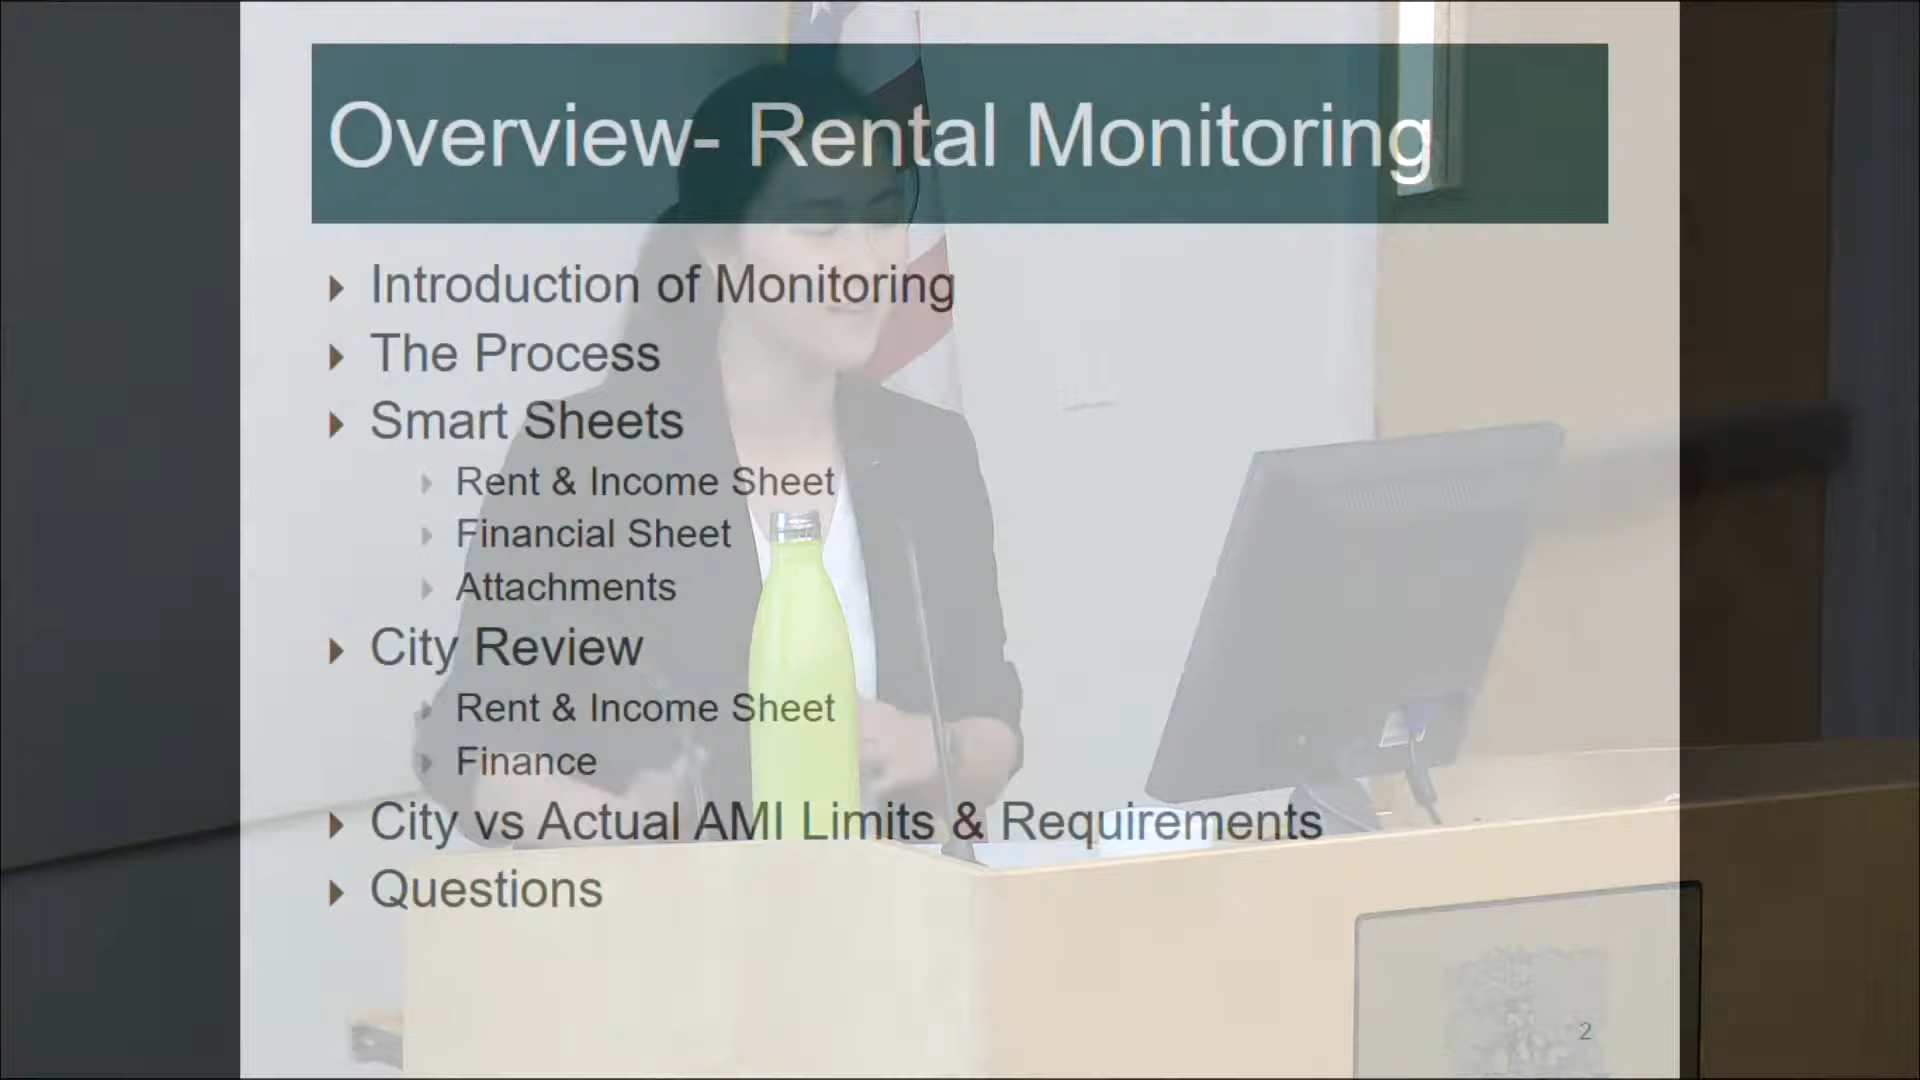 Overview- Rental Monitoring
Introduction of Monitoring
The Process
Smart Sheets
Rent & Income Sheet
Financial Sheet
Attachments
City Review
Rent & Income Sheet
Finance
City vs Actual AMI Limits & Requirements
Questions
2